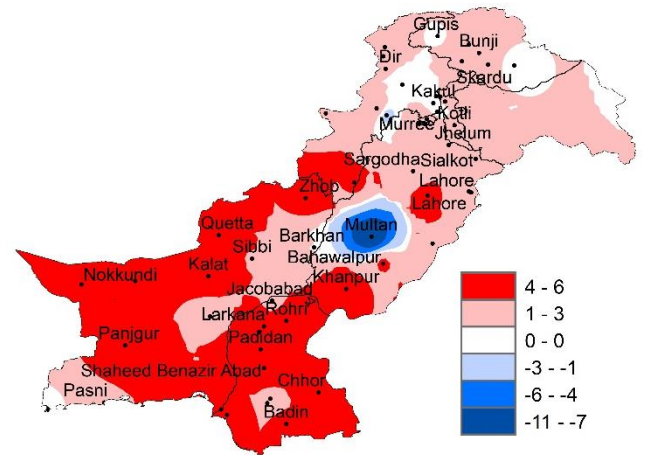 Gupis
Bunji
Dir
Skardu
Kakul
Kotli
Murree
Jhelum
Sargodha Sialkot
Lahore
Zhob
Lahore
Quetta
Multan
Barkhan
Sibbi
Bahawalpur
Kalat
Nokkundi
Khanpur
Jacobabad
Larkana Rohri
Panjgur
Padidan
Shaheed Benazir Abad
Chhor
Pasni
Badin
4 - 6
1 - 3
0 - 0
-3 - -1
-6 - -4
-11 - -7